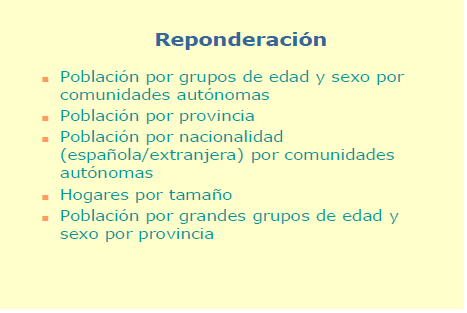 Reponderación
Población por grupos de edad y sexo por
comunidades autónomas
Población por provincia
Población por nacionalidad
(española/extranjera) por comunidades
autónomas
Hogares por tamaño
Población por grandes grupos de edad y
sexo por provincia